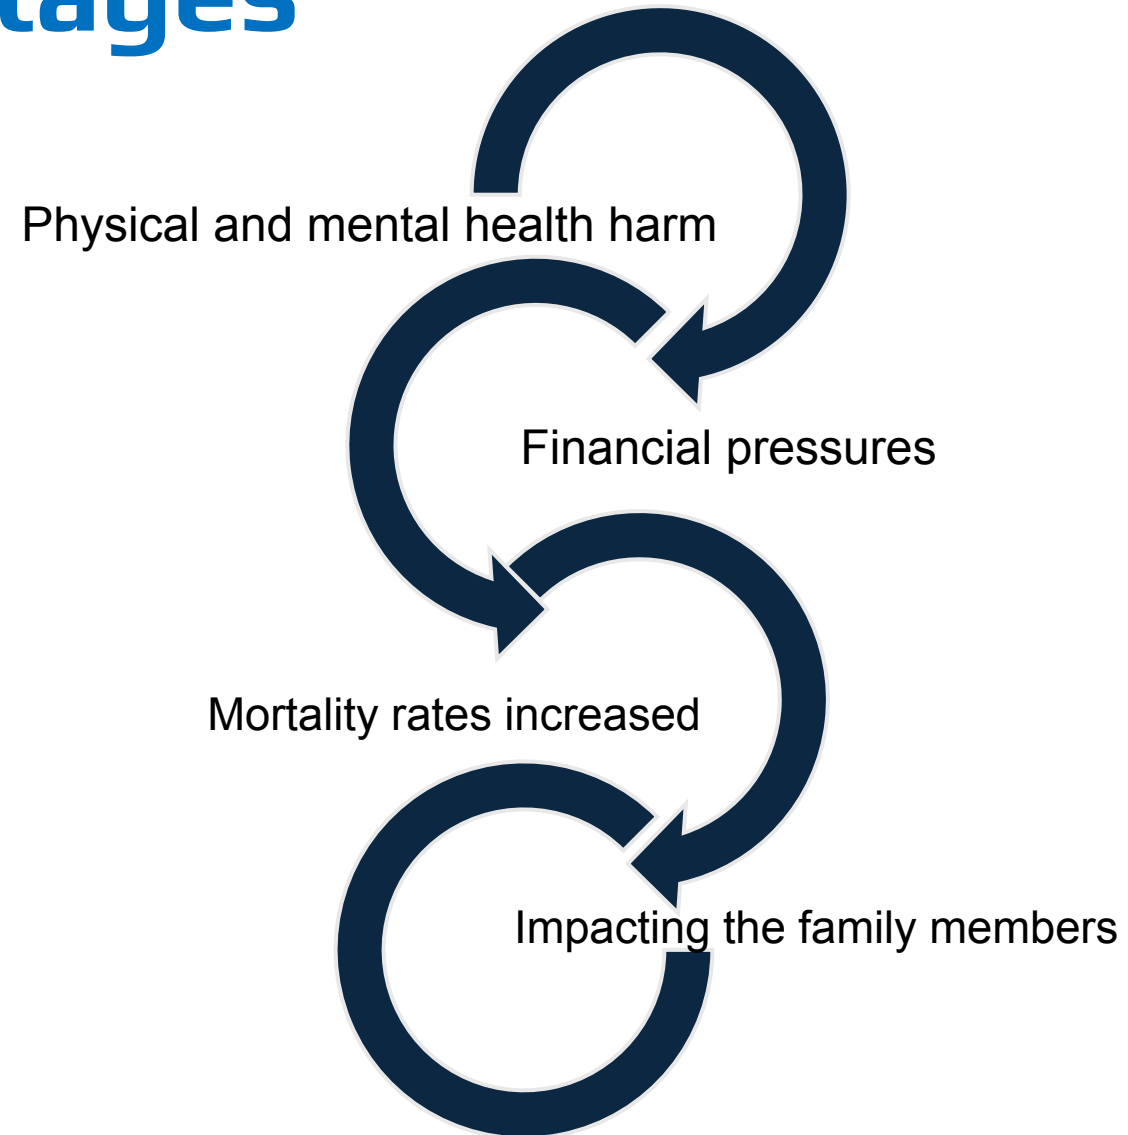 Physical and mental health harm
Financial pressures
Mortality rates increased
Impacting the family members